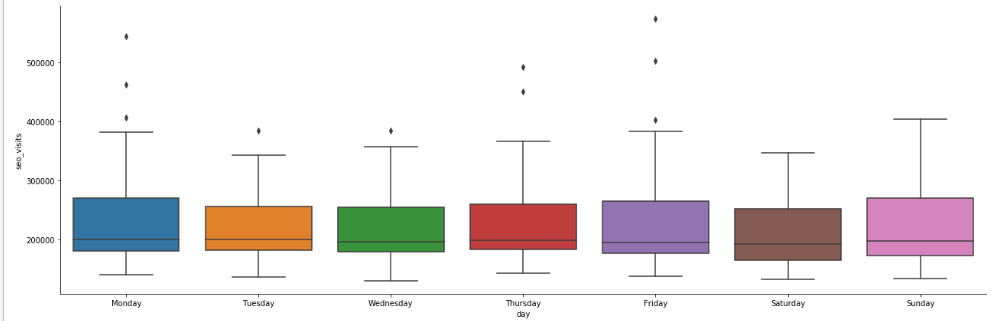 500000
400000
300000
200000
seo_visits
Monday Tuesday Wednesday Thursday Friday Saturday Sunday
day